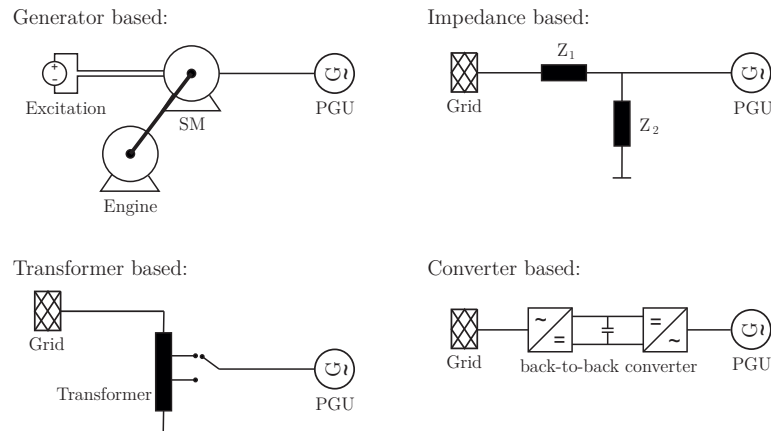 Generator based:
Excitation
SM
PGU
Engine
Impedance based:
Z1
Grid
Z2
PGU
Transformer based:
Grid
Transformer
PGU
Converter based:
Grid
back-to-back converter
PGU